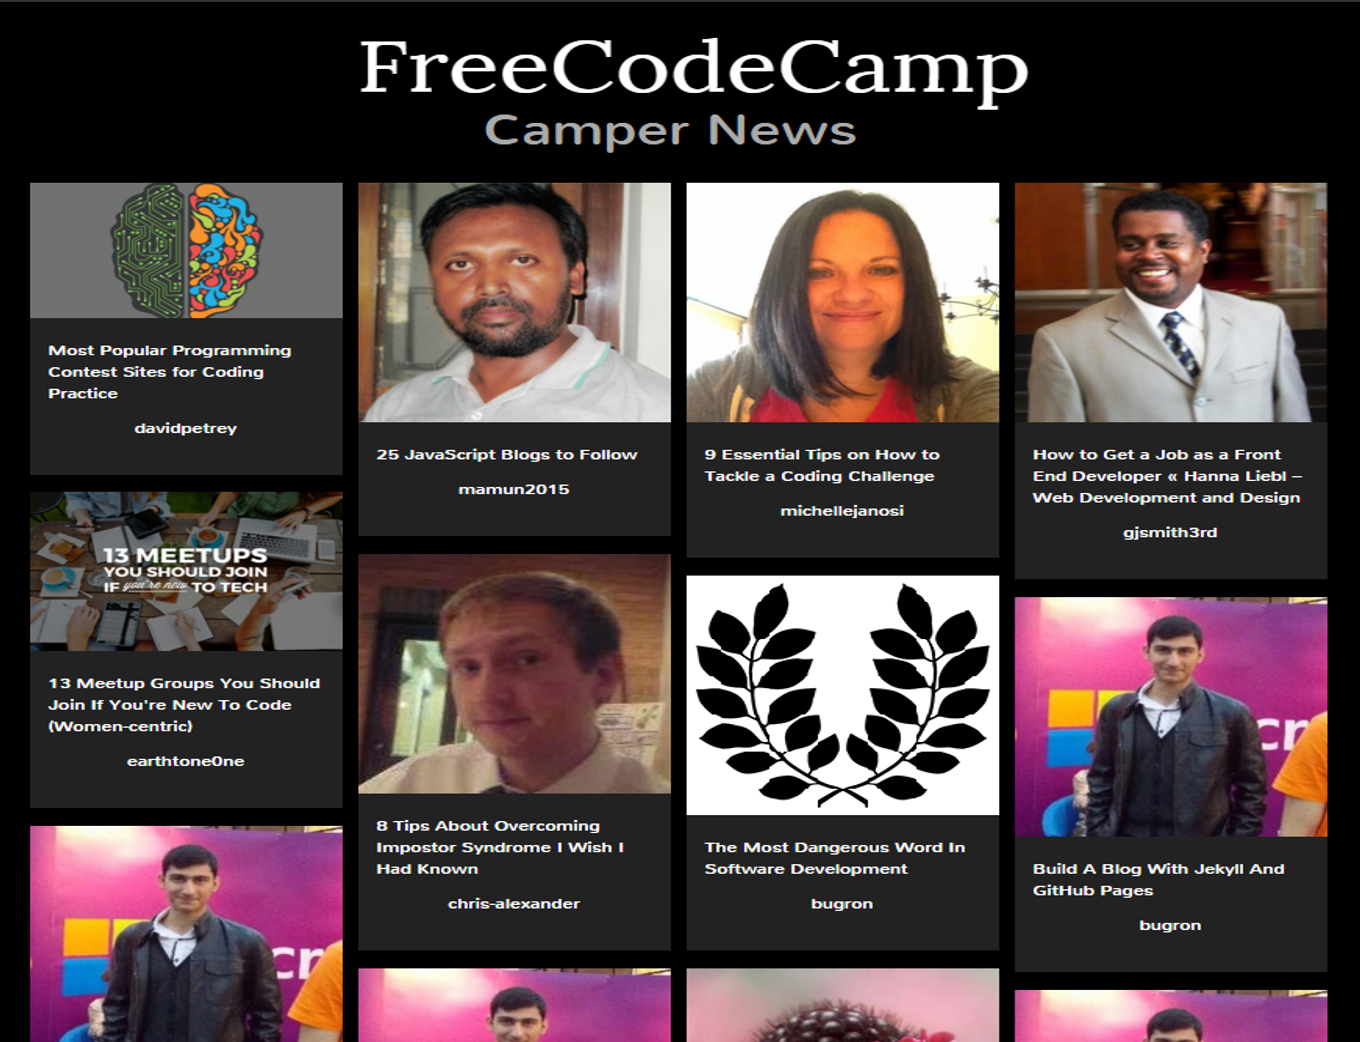 FreeCodeCamp
Camper News
Most Popular Programming
Contest Sites for Coding
Practice
davidpetrey
25 JavaScript Blogs to Follow
mamun2015
9 Essential Tips on How to
Tackle a Coding Challenge
michellejanosi
How to Get a Job as a Front
End Developer « Hanna Liebl –
Web Development and Design
gjsmith3rd
13 MEETUPS
YOU SHOULD JOIN
IF you're new TO TECH
13 Meetup Groups You Should
Join If You're New To Code
(Women-centric)
earthtone0ne
8 Tips About Overcoming
Impostor Syndrome I Wish I
Had Known
chris-alexander
The Most Dangerous Word In
Software Development
bugron
Build A Blog With Jekyll And
GitHub Pages
bugron